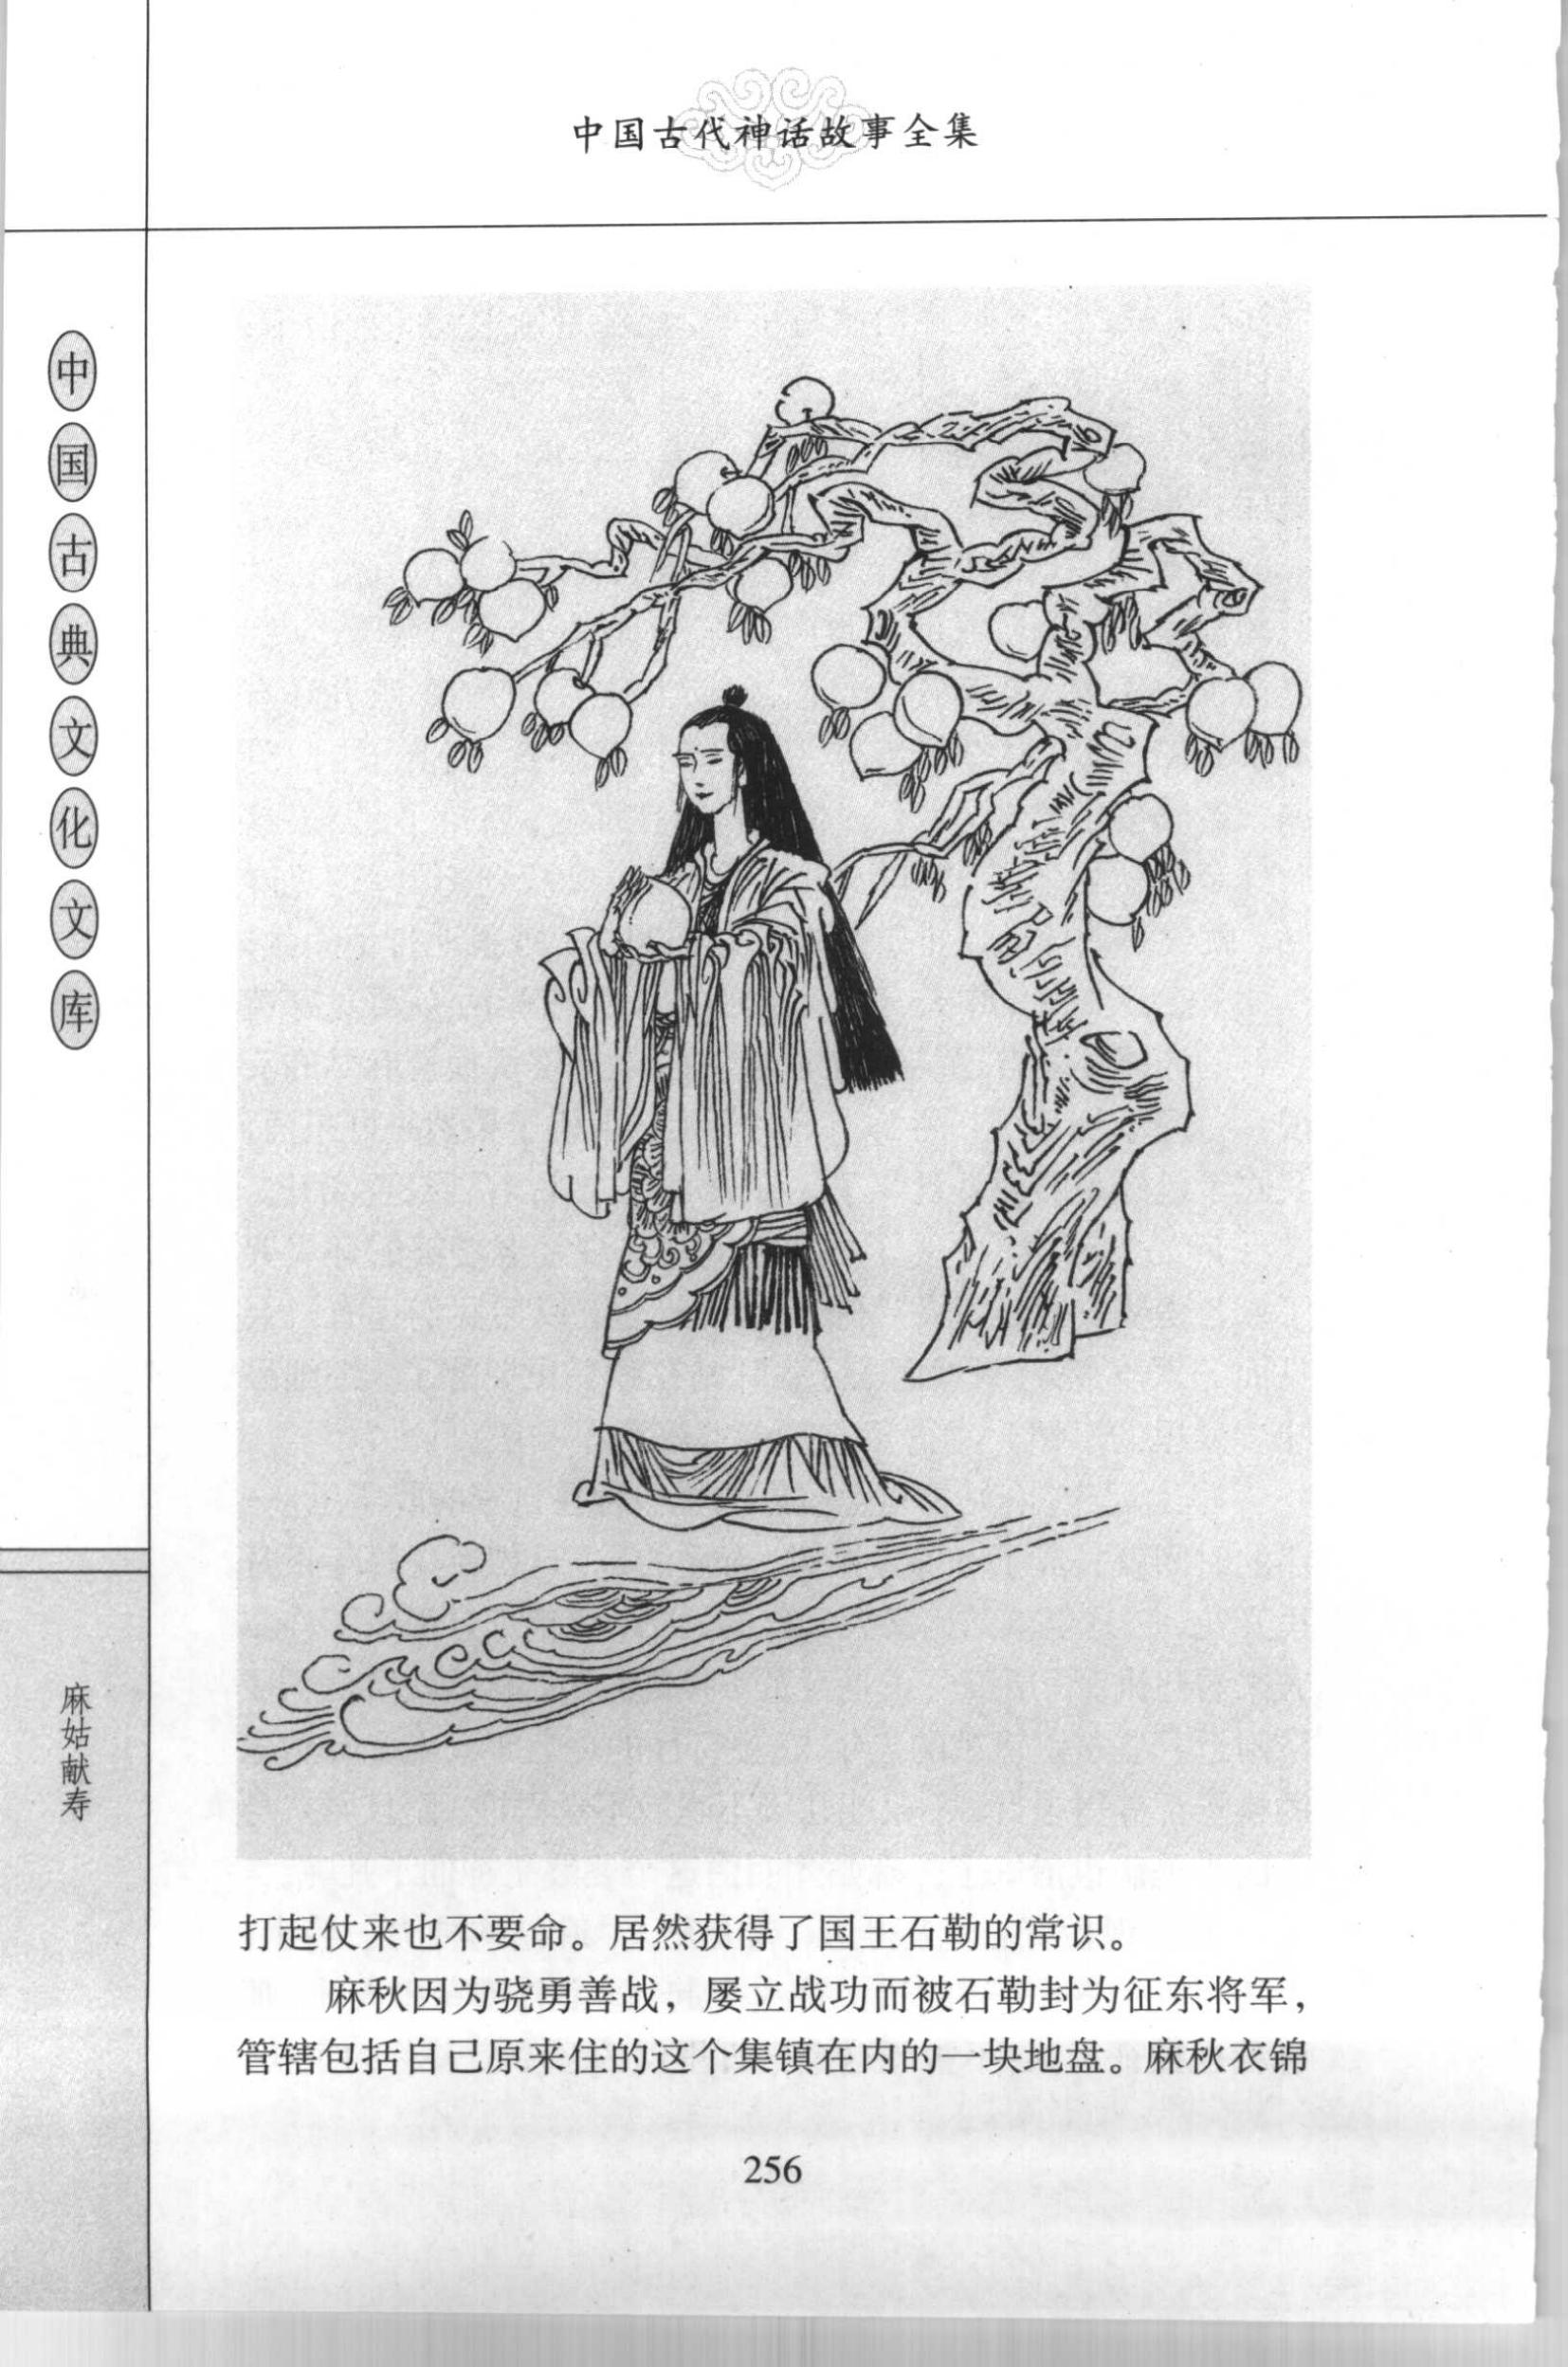 中国古代神话故事全集
中国古典文化文库
麻姑献寿
打起仗来也不要命。居然获得了国王石勒的常识。
麻秋因为骁勇善战，屡立战功而被石勒封为征东将军，
管辖包括自己原来住的这个集镇在内的一块地盘。麻秋衣锦
256